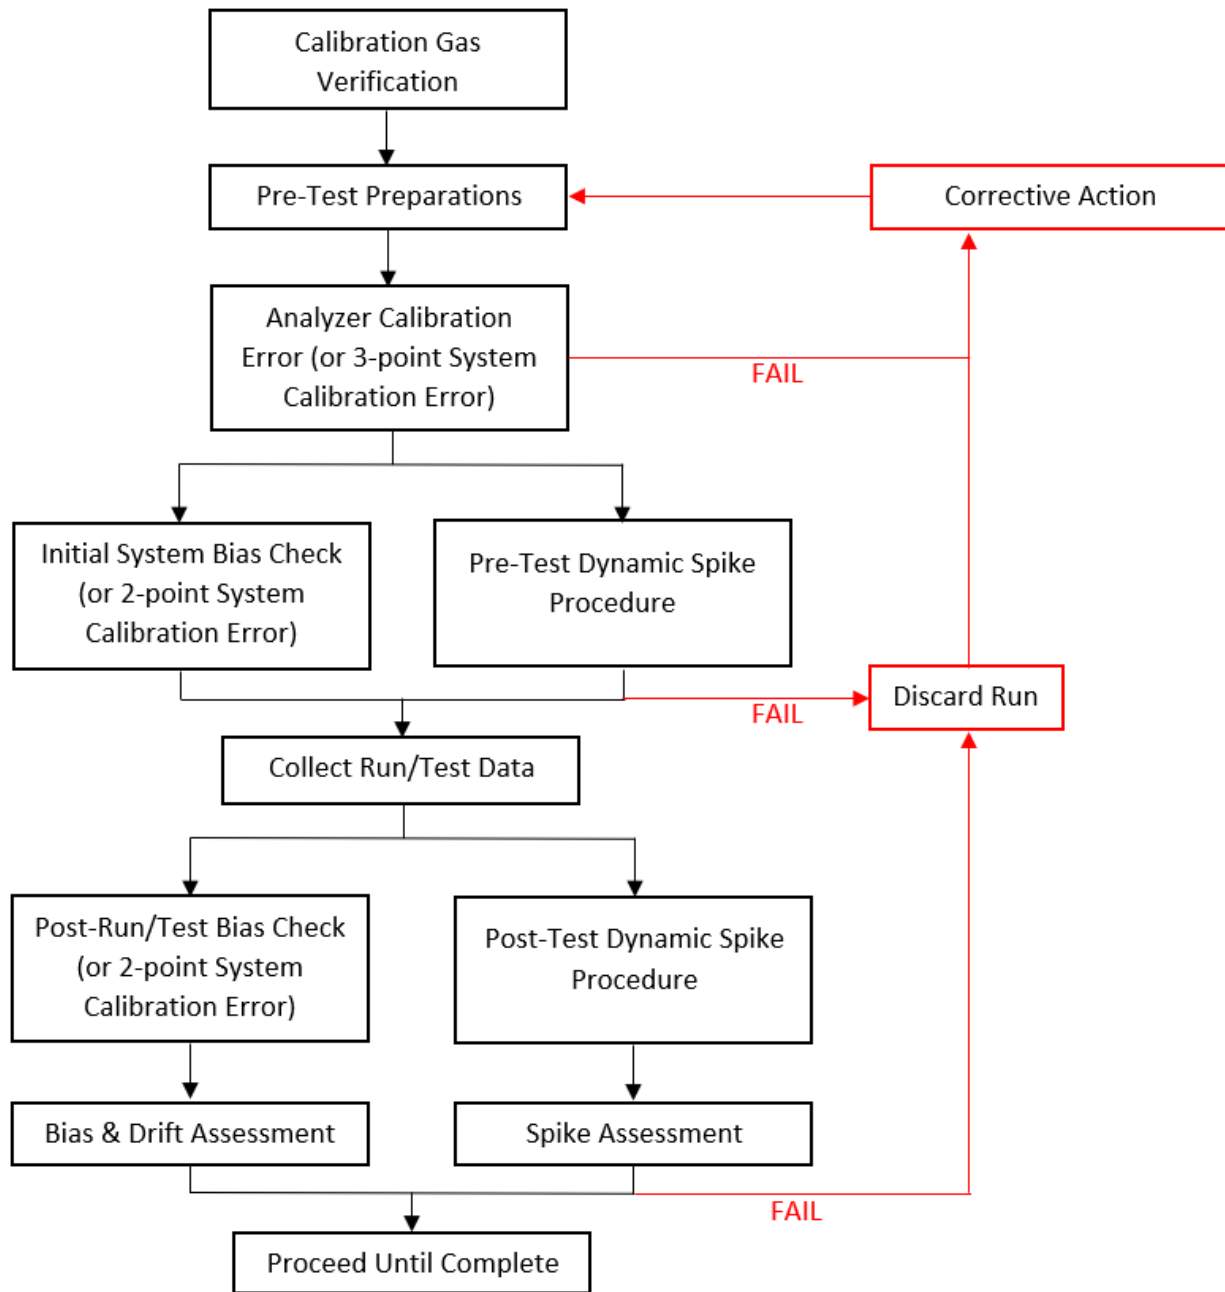 Calibration Gas
Verification
Pre-Test Preparations
Corrective Action
Analyzer Calibration
Error (or 3-point System
Calibration Error)
FAIL
Initial System Bias Check
(or 2-point System
Calibration Error)
Pre-Test Dynamic Spike
Procedure
FAIL
Discard Run
Collect Run/Test Data
Post-Run/Test Bias Check
(or 2-point System
Calibration Error)
Post-Test Dynamic Spike
Procedure
Bias & Drift Assessment
Spike Assessment
FAIL
Proceed Until Complete